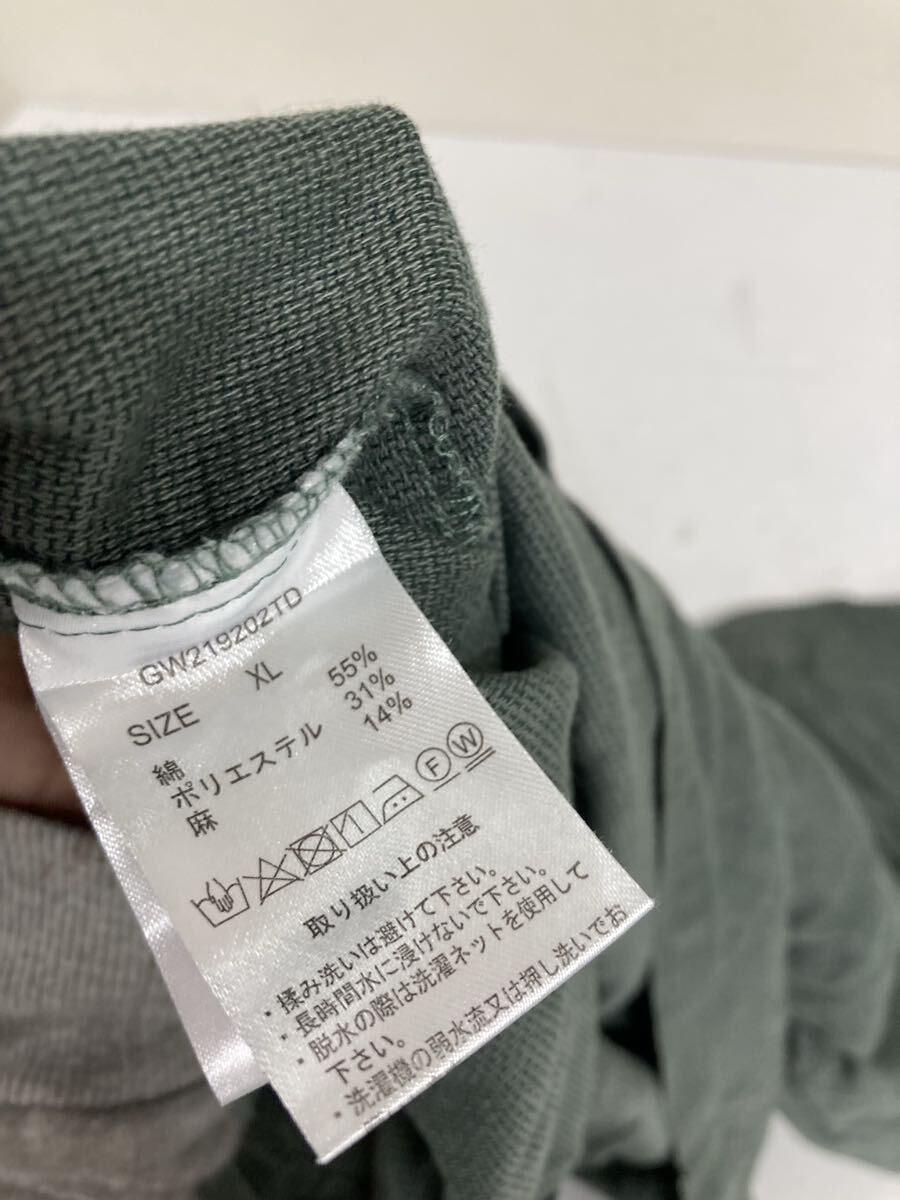 GW219202TD
SIZE XL
綿 55%
ポリエステル 31%
麻 14%
F W
取り扱い上の注意
・揉み洗いは避けて下さい。
・長時間水に浸けないで下さい。
・脱水の際は洗濯ネットを使用して
下さい。
・洗濯機の弱水流又は押し洗いでお